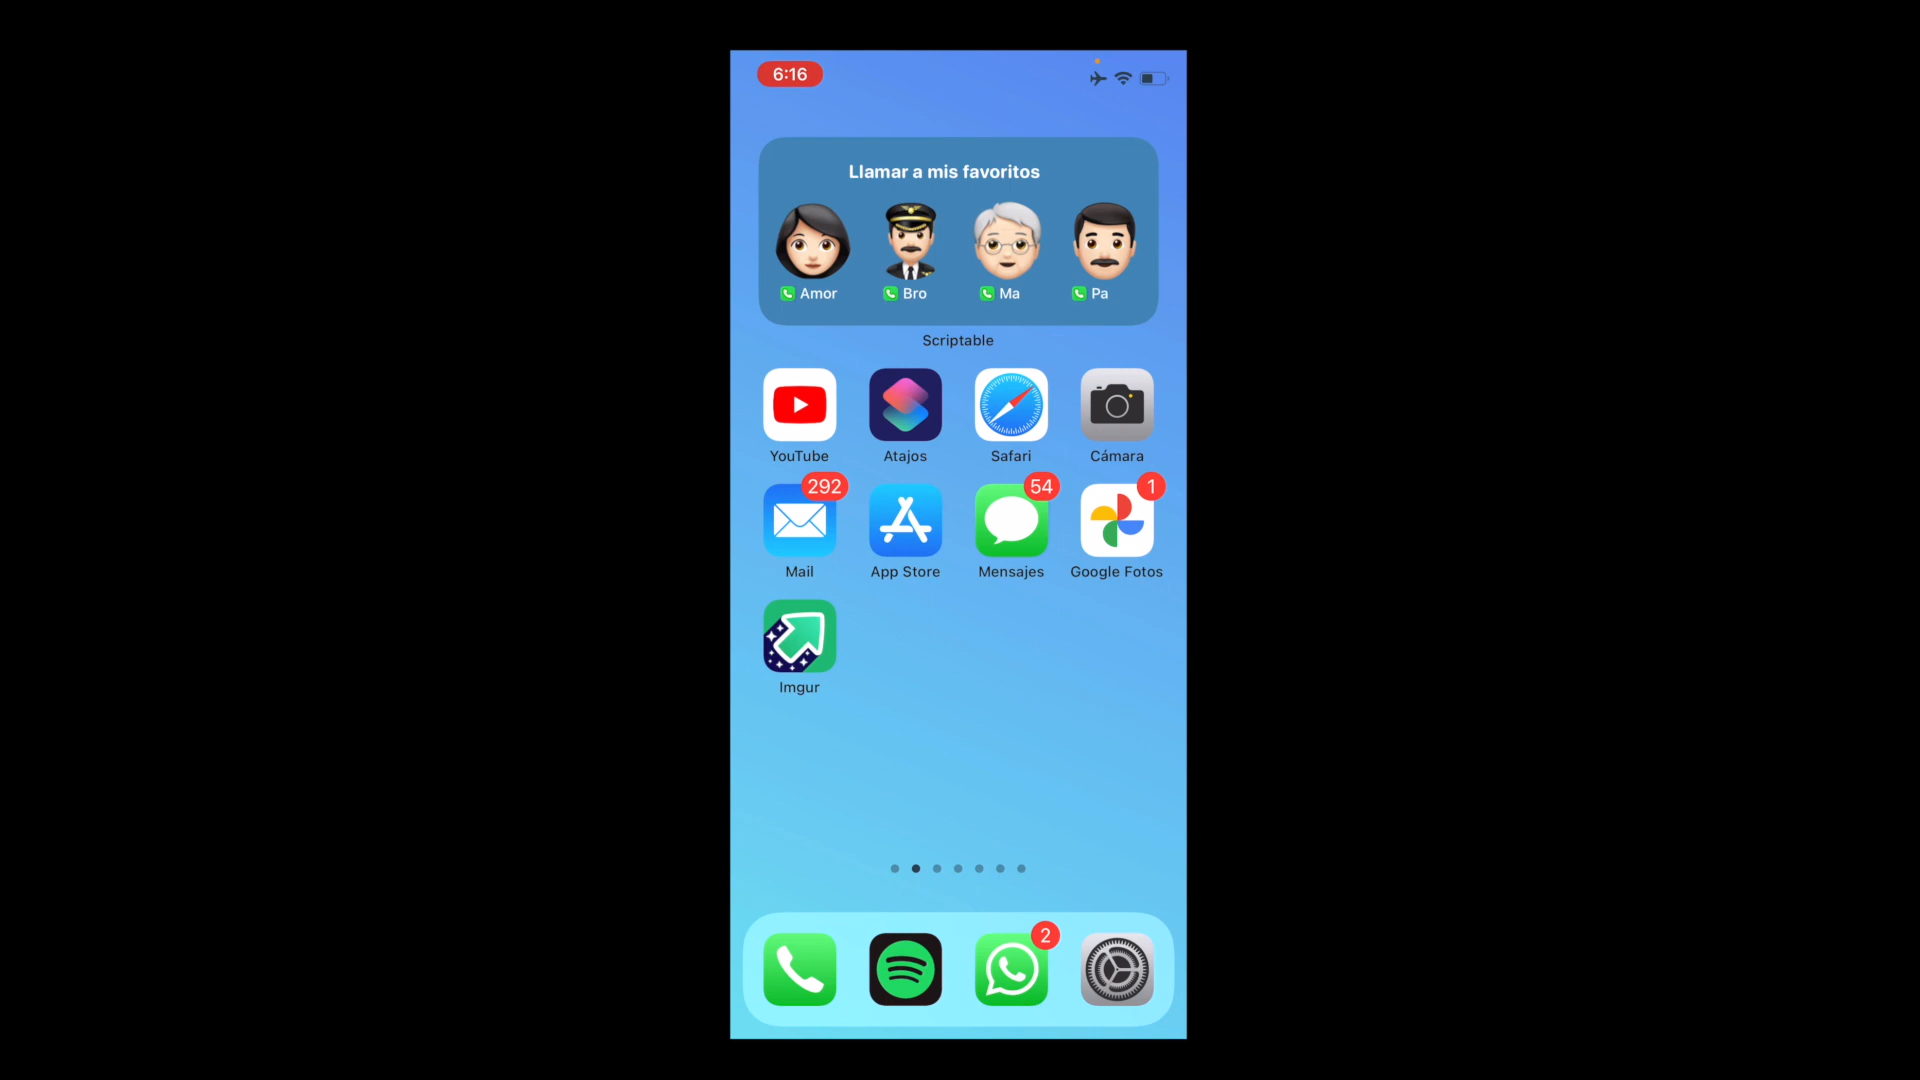 6:16
Llamar a mis favoritos
Amor Bro Ma Pa
Scriptable
YouTube Atajos Safari Cámara
292 54 1
Mail App Store Mensajes Google Fotos
Imgur
2